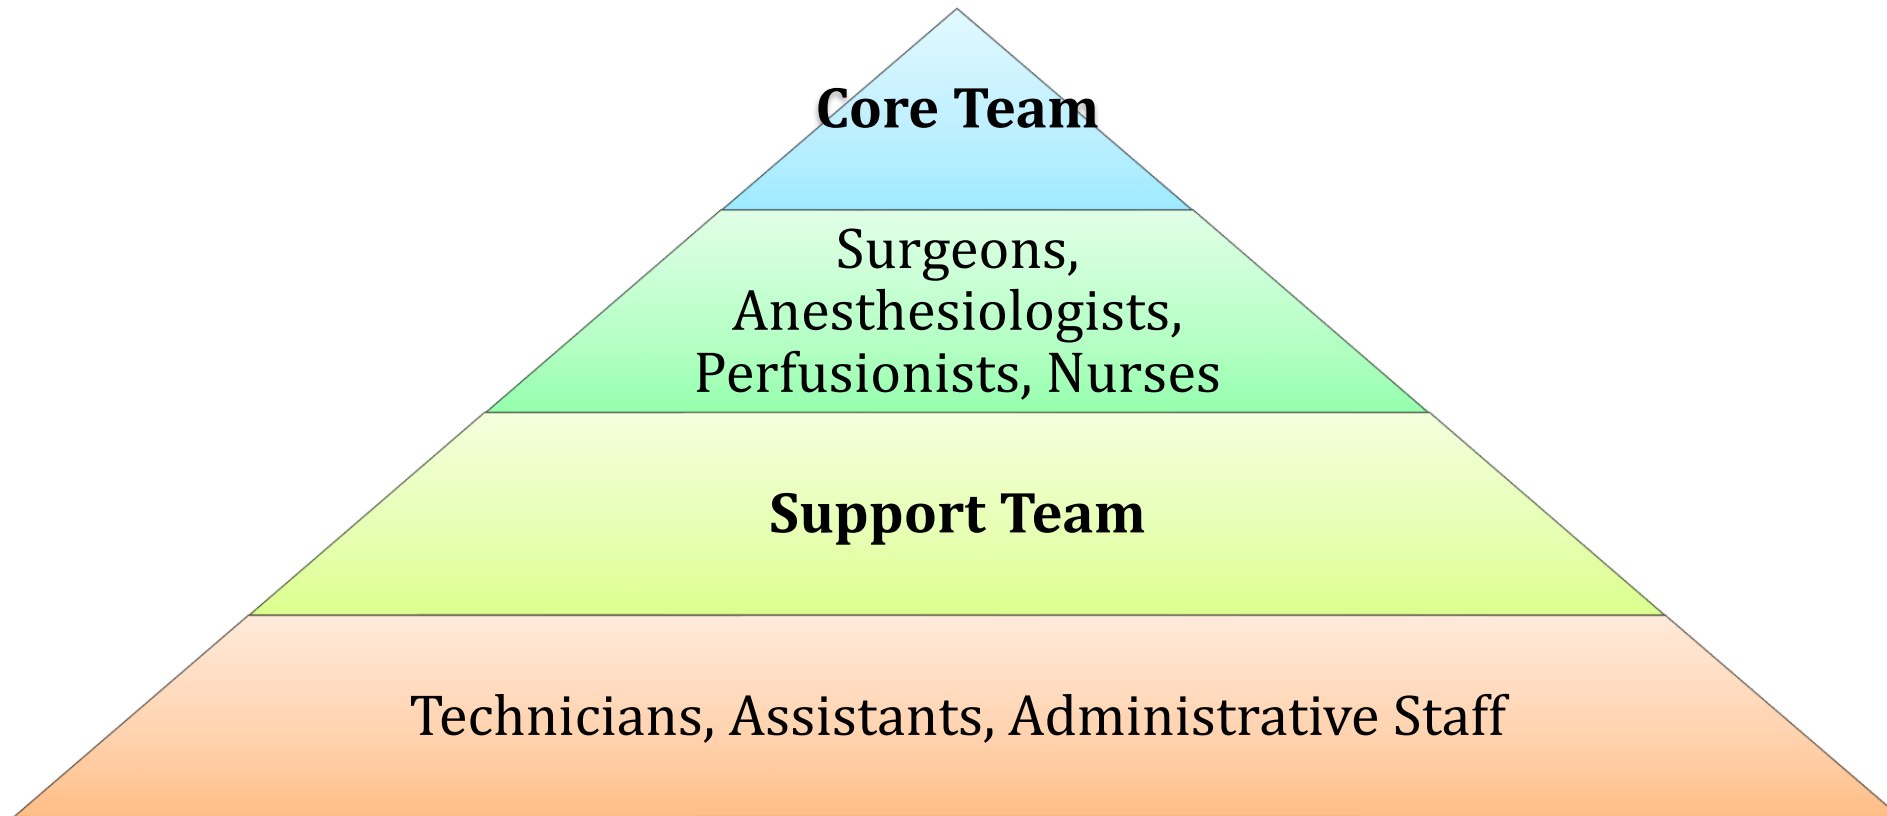 Core Team
Surgeons,
Anesthesiologists,
Perfusionists, Nurses
Support Team
Technicians, Assistants, Administrative Staff